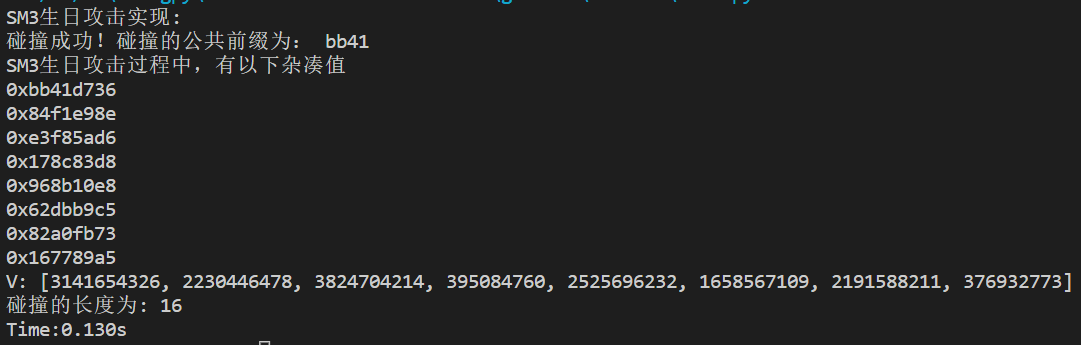 SM3生日攻击实现:
碰撞成功！碰撞的公共前缀为： bb41
SM3生日攻击过程中，有以下杂凑值
0xbb41d736
0x84f1e98e
0xe3f85ad6
0x178c83d8
0x968b10e8
0x62dbb9c5
0x82a0fb73
0x167789a5
V: [3141654326, 2230446478, 3824704214, 395084760, 2525696232, 1658567109, 2191588211, 376932773]
碰撞的长度为: 16
Time:0.130s